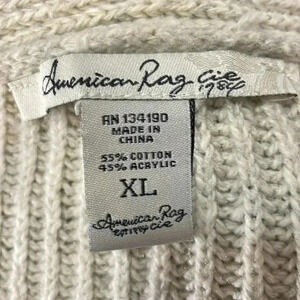 American Rag Cie
1984
RN 134190
MADE IN
CHINA
55% COTTON
45% ACRYLIC
XL
American Rag
cie